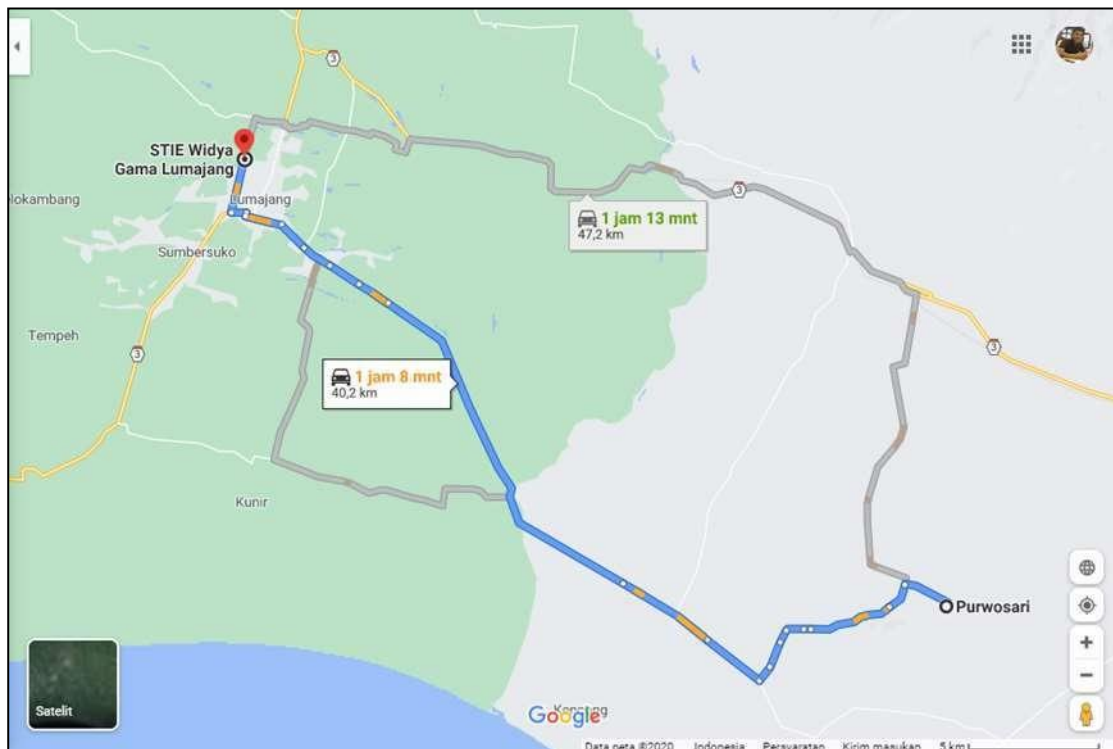 3
STIE Widya
Gama Lumajang
Lumajang
Sumbersuko
Tempeh
3
1 jam 13 mnt
47,2 km
3
3
1 jam 8 mnt
40,2 km
Kunir
Purwosari
Satelit
Google
Data peta ©2020 Indonesia Persyaratan Kirim masukan 5 km